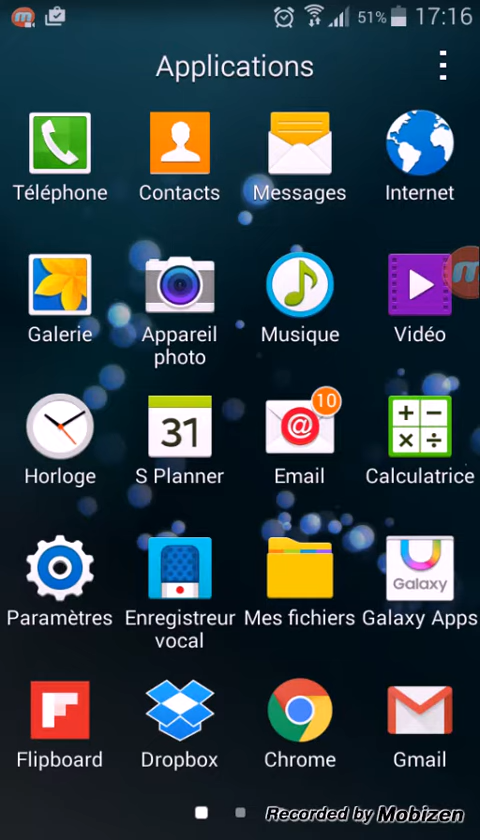 51% 17:16
Applications
Téléphone Contacts Messages Internet
Galerie Appareil photo Musique Vidéo
31 @ 10
Horloge S Planner Email Calculatrice
Galaxy
Paramètres Enregistreur vocal Mes fichiers Galaxy Apps
Flipboard Dropbox Chrome Gmail
Recorded by Mobizen